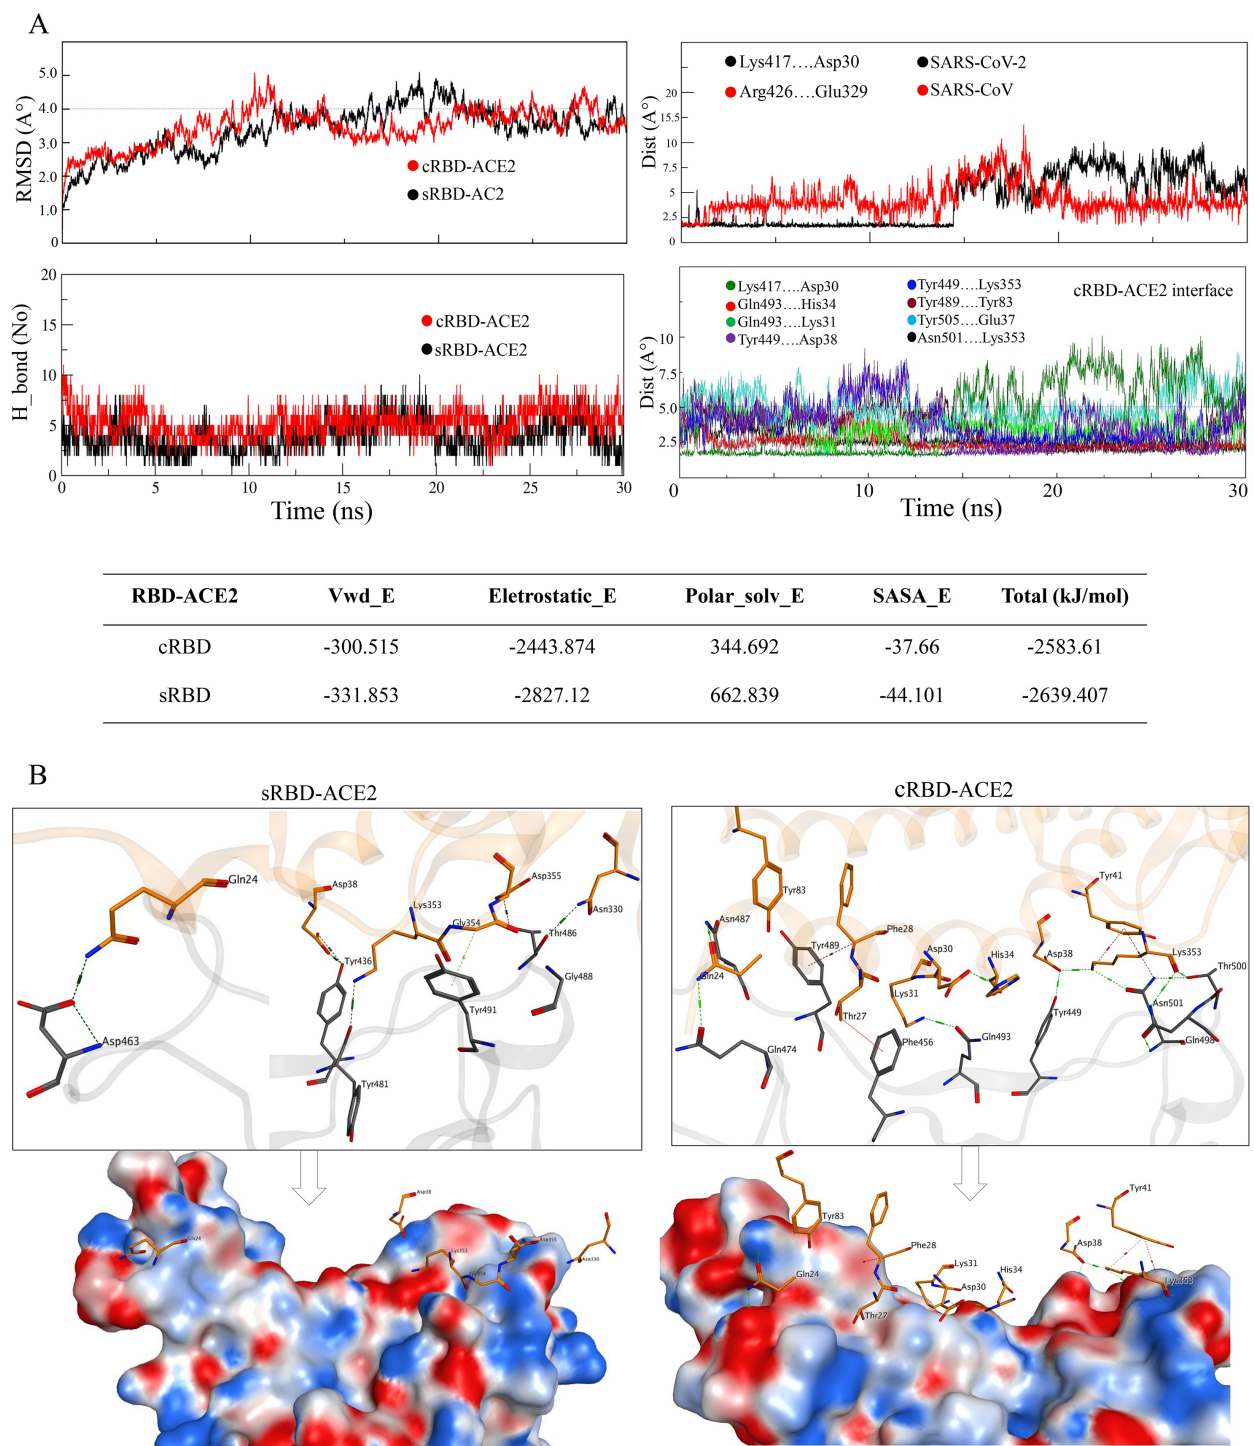 A
RMSD (A°)
5.0
4.0
3.0
2.0
1.0
0
cRBD-ACE2
sRBD-AC2
Dist (A°)
20
15.5
10
7.5
5
2.5
0
Lys417....Asp30
SARS-CoV-2
Arg426....Glu329
SARS-CoV
H_bond (No)
20
15
10
5
0
cRBD-ACE2
sRBD-ACE2
0 5 10 15 20 25 30
Time (ns)
Dist (A°)
10
7.5
5.0
2.5
Lys417....Asp30
Tyr449....Lys353
cRBD-ACE2 interface
Gln493....His34
Tyr489....Tyr83
Gln493....Lys31
Tyr505....Glu37
Tyr449....Asp38
Asn501....Lys353
0 10 20 30
Time (ns)
RBD-ACE2 Vwd_E Eletrostatic_E Polar_solv_E SASA_E Total (kJ/mol)
cRBD -300.515 -2443.874 344.692 -37.66 -2583.61
sRBD -331.853 -2827.12 662.839 -44.101 -2639.407
B
sRBD-ACE2
Gln24
Asp38
Lys353
Asp355
Gly354
Asn330
Thr486
Tyr436
Gly488
Tyr491
Asp463
Tyr481
cRBD-ACE2
Tyr83
Tyr41
Asn487
Tyr489
Phe28
Asp30
His34
Asp38
Lys353
Thr500
Gln24
Lys31
Asn501
Thr27
Tyr449
Phe456
Gln493
Gln498
Gln474
Asp38
Gln24
Lys353
Asp355
Gly354
Asn330
Tyr83
Tyr41
Phe28
Asp38
Gln24
Lys31
His34
Asp30
Lys353
Thr27